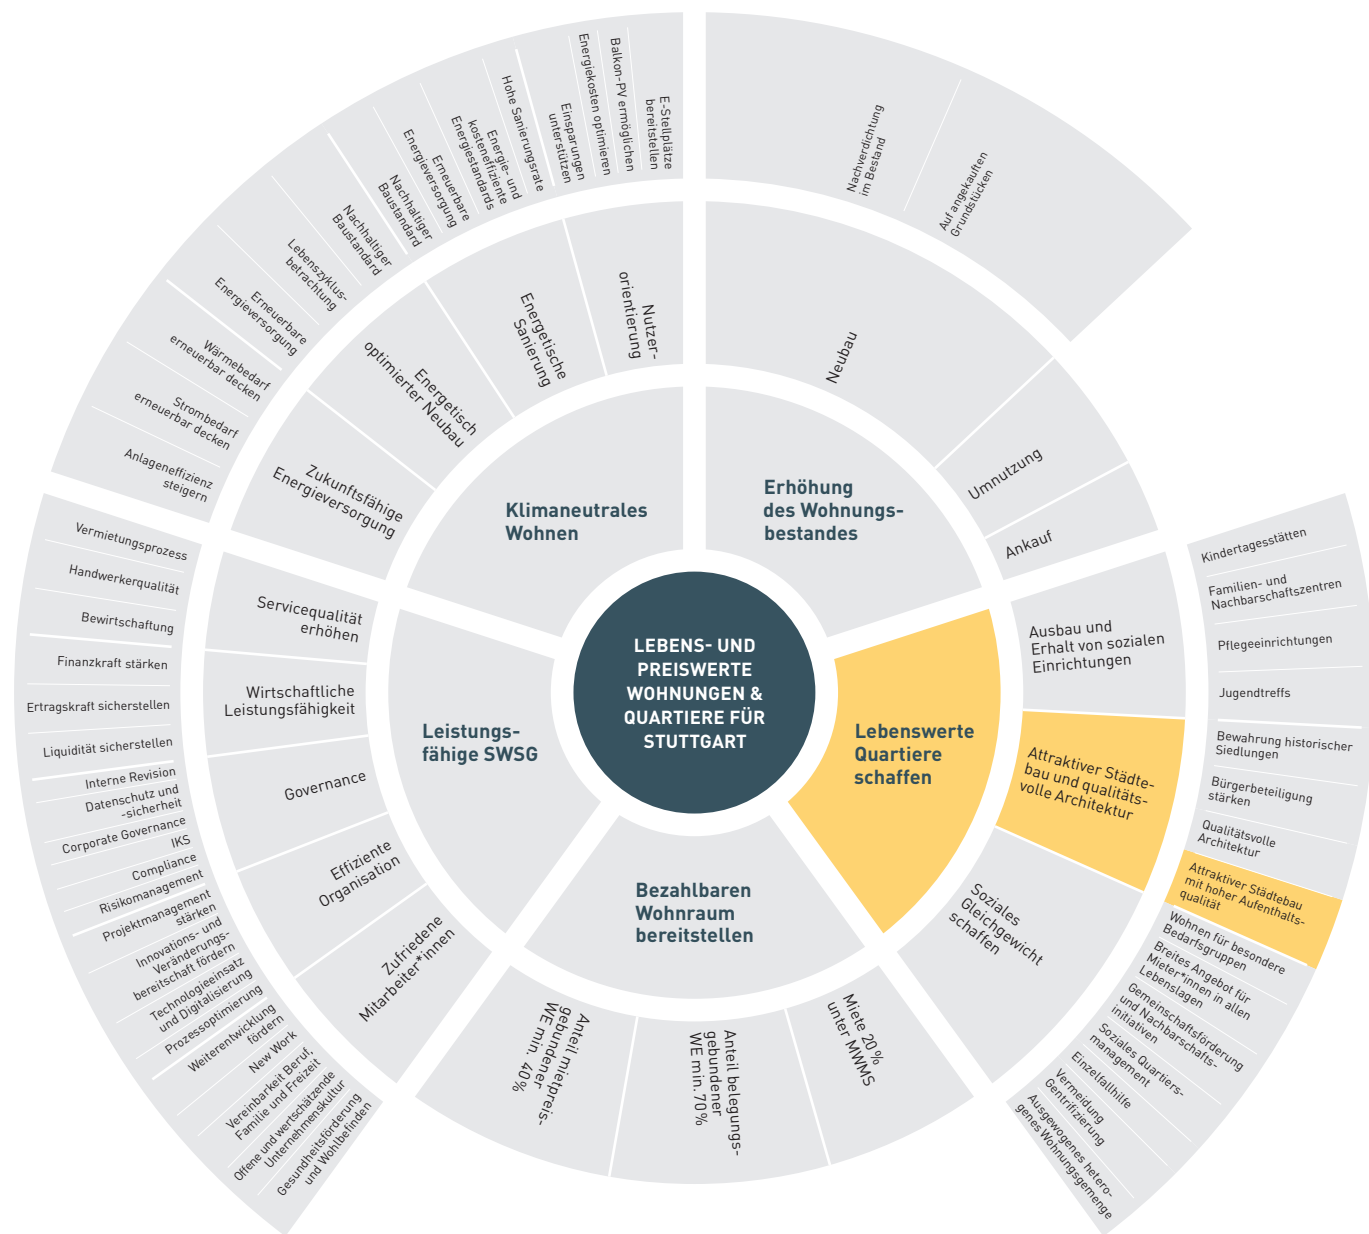 LEBENS- UND
PREISWERTE
WOHNUNGEN &
QUARTIERE FÜR
STUTTGART
Erhöhung
des Wohnungs-
bestandes
Neubau
Nachverdichtung
im Bestand
Auf angekauften
Grundstücken
Umnutzung
Ankauf
Lebenswerte
Quartiere
schaffen
Ausbau und
Erhalt von sozialen
Einrichtungen
Kindertagesstätten
Familien- und
Nachbarschaftszentren
Pflegeeinrichtungen
Jugendtreffs
Attraktiver Städte-
bau und qualitäts-
volle Architektur
Bewahrung historischer
Siedlungen
Bürgerbeteiligung
stärken
Qualitätsvolle
Architektur
Attraktiver Städtebau
mit hoher Aufenthalts-
qualität
Soziales
Gleichgewicht
schaffen
Wohnen für besondere
Bedarfsgruppen
Breites Angebot für
Mieter*innen in allen
Lebenslagen
Gemeinschaftsförderung
und Nachbarschafts-
initiativen
Soziales Quartiers-
management
Einzelfallhilfe
Vermeidung
Gentrifizierung
Ausgewogenes hetero-
genes Wohnungsgemenge
Bezahlbaren
Wohnraum
bereitstellen
Miete 20 %
unter MWMS
Anteil belegungs-
gebundener
WE min. 70 %
Anteil mietpreis-
gebundener
WE min. 40 %
Leistungs-
fähige SWSG
Zufriedene
Mitarbeiter*innen
Gesundheitsförderung
und Wohlbefinden
Offene und wertschätzende
Unternehmenskultur
Vereinbarkeit Beruf,
Familie und Freizeit
New Work
Weiterentwicklung
fördern
Effiziente
Organisation
Prozessoptimierung
Technologieeinsatz
und Digitalisierung
Innovations- und
Veränderungs-
bereitschaft fördern
Projektmanagement
stärken
Governance
Risikomanagement
Compliance
IKS
Corporate Governance
Datenschutz und
-sicherheit
Interne Revision
Wirtschaftliche
Leistungsfähigkeit
Liquidität sicherstellen
Ertragskraft sicherstellen
Finanzkraft stärken
Servicequalität
erhöhen
Bewirtschaftung
Handwerkerqualität
Vermietungsprozess
Klimaneutrales
Wohnen
Zukunftsfähige
Energieversorgung
Anlageneffizienz
steigern
Strombedarf
erneuerbar decken
Wärmebedarf
erneuerbar decken
Energetisch
optimierter Neubau
Erneuerbare
Energieversorgung
Lebenszyklus-
betrachtung
Nachhaltiger
Baustandard
Energetische
Sanierung
Nachhaltiger
Baustandard
Erneuerbare
Energieversorgung
Energie- und
kosteneffiziente
Energiestandards
Hohe Sanierungsrate
Nutzer-
orientierung
Einsparungen
unterstützen
Energiekosten optimieren
Balkon-PV ermöglichen
E-Stellplätze
bereitstellen